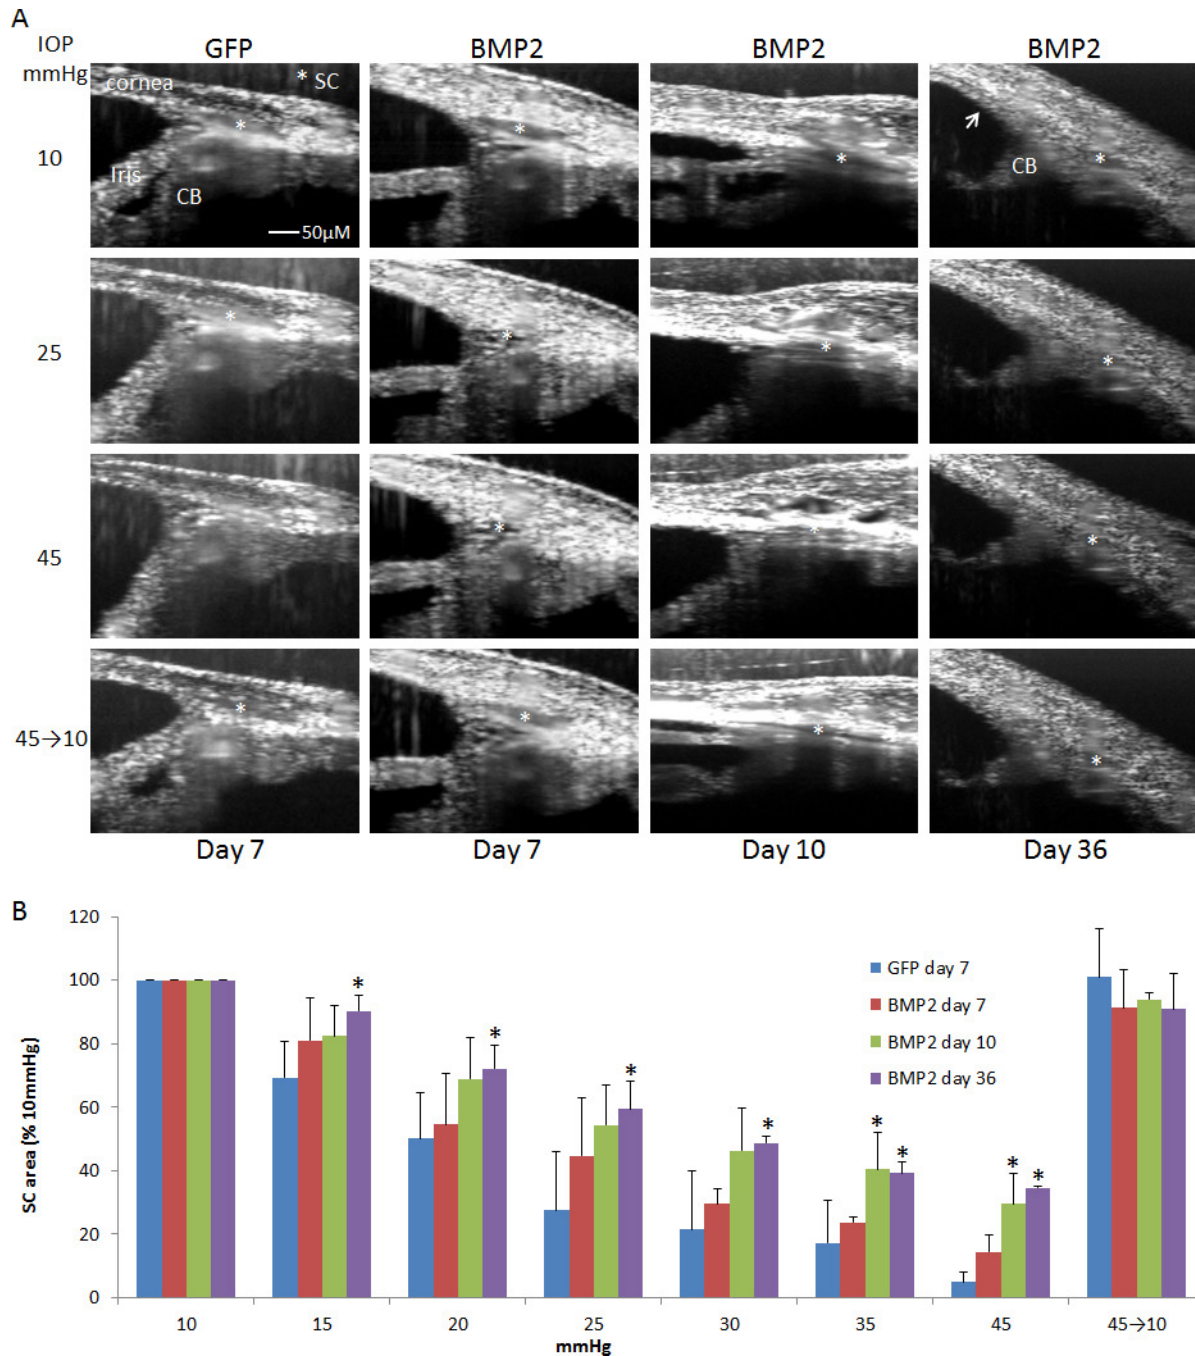 A
IOP
mmHg
GFP
BMP2
BMP2
BMP2
cornea
* SC
*
*
*
*
10
Iris
CB
CB
50µM
25
*
*
*
*
45
*
*
*
45→10
*
*
*
*
Day 7
Day 7
Day 10
Day 36
B
SC area (% 10mmHg)
120
100
80
60
40
20
0
GFP day 7
BMP2 day 7
BMP2 day 10
BMP2 day 36
*
*
*
*
*
*
*
*
10
15
20
25
30
35
45
45→10
mmHg